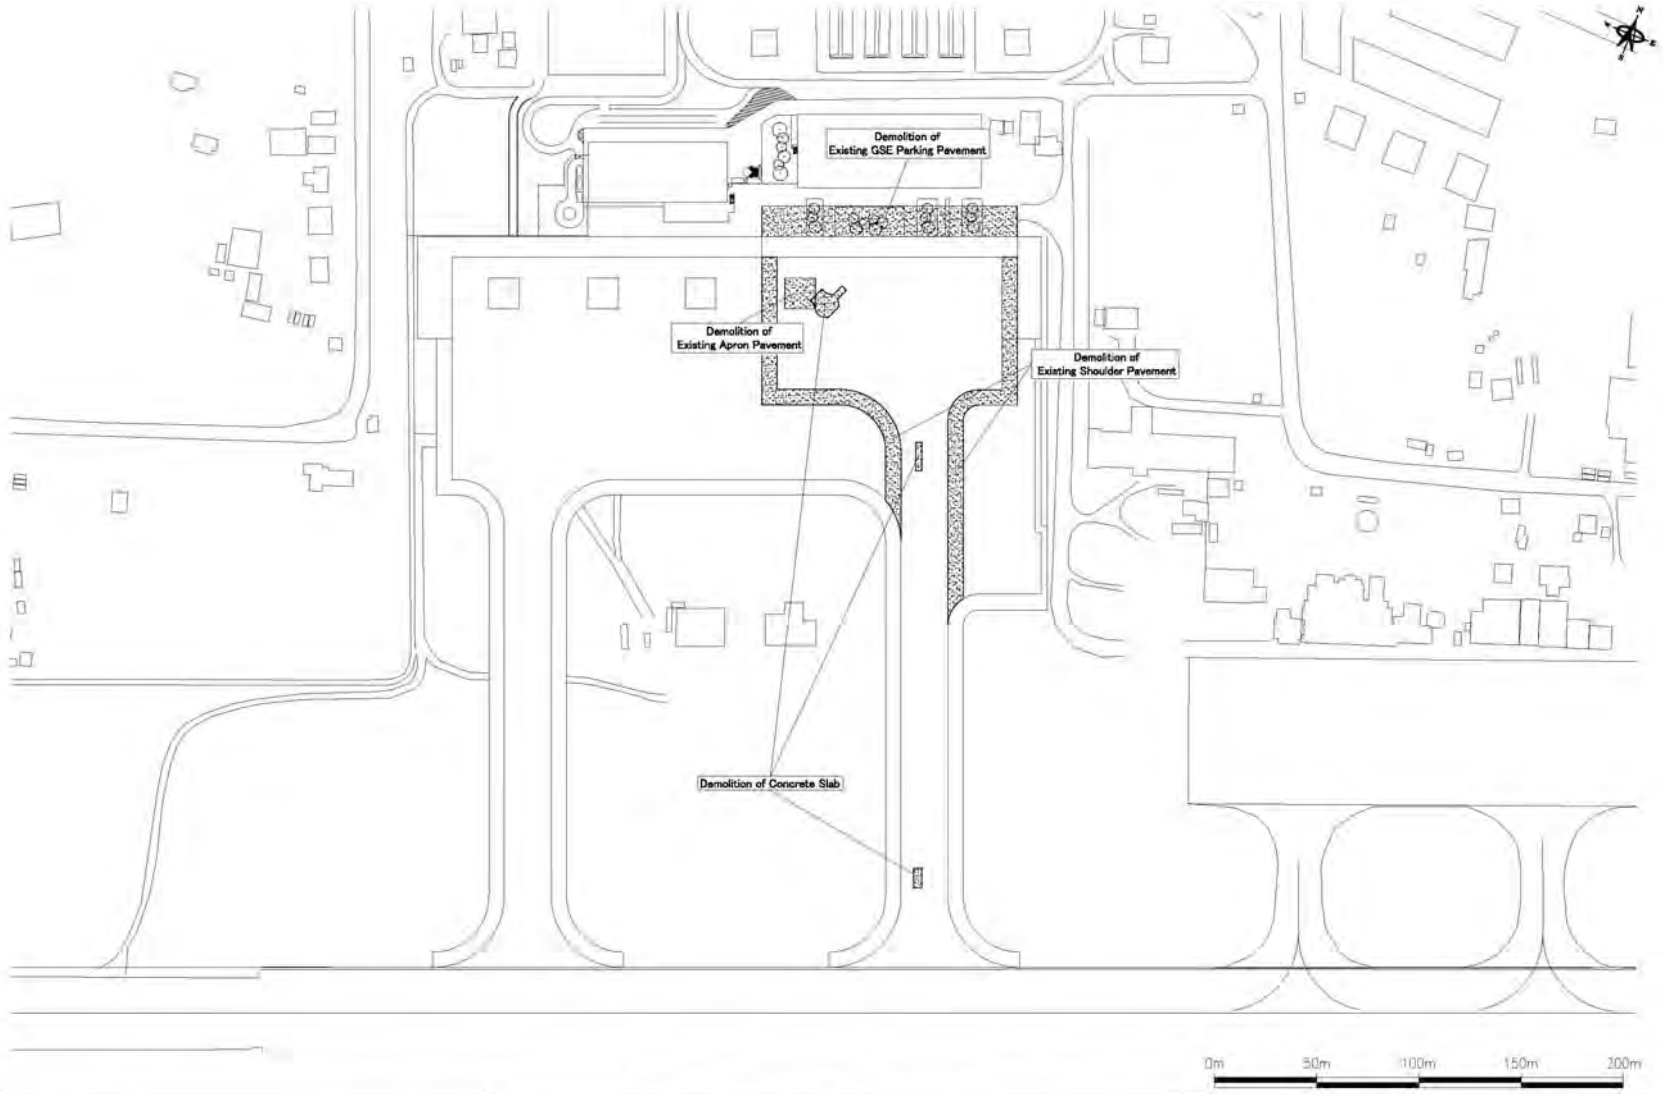 N
W
E
S
Demolition of
Existing GSE Parking Pavement
Demolition of
Existing Apron Pavement
Demolition of
Existing Shoulder Pavement
Demolition of Concrete Slab
0m 50m 100m 150m 200m